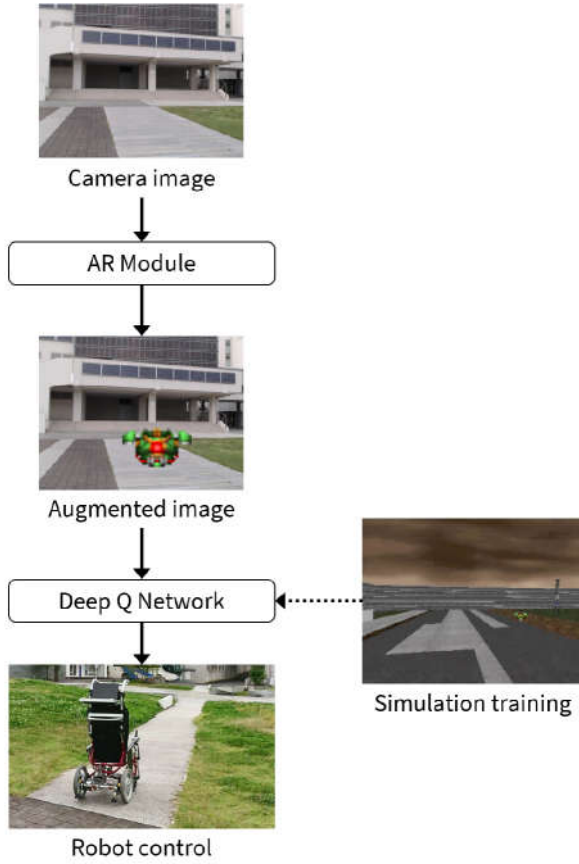 Camera image
AR Module
Augmented image
Deep Q Network
Simulation training
Robot control